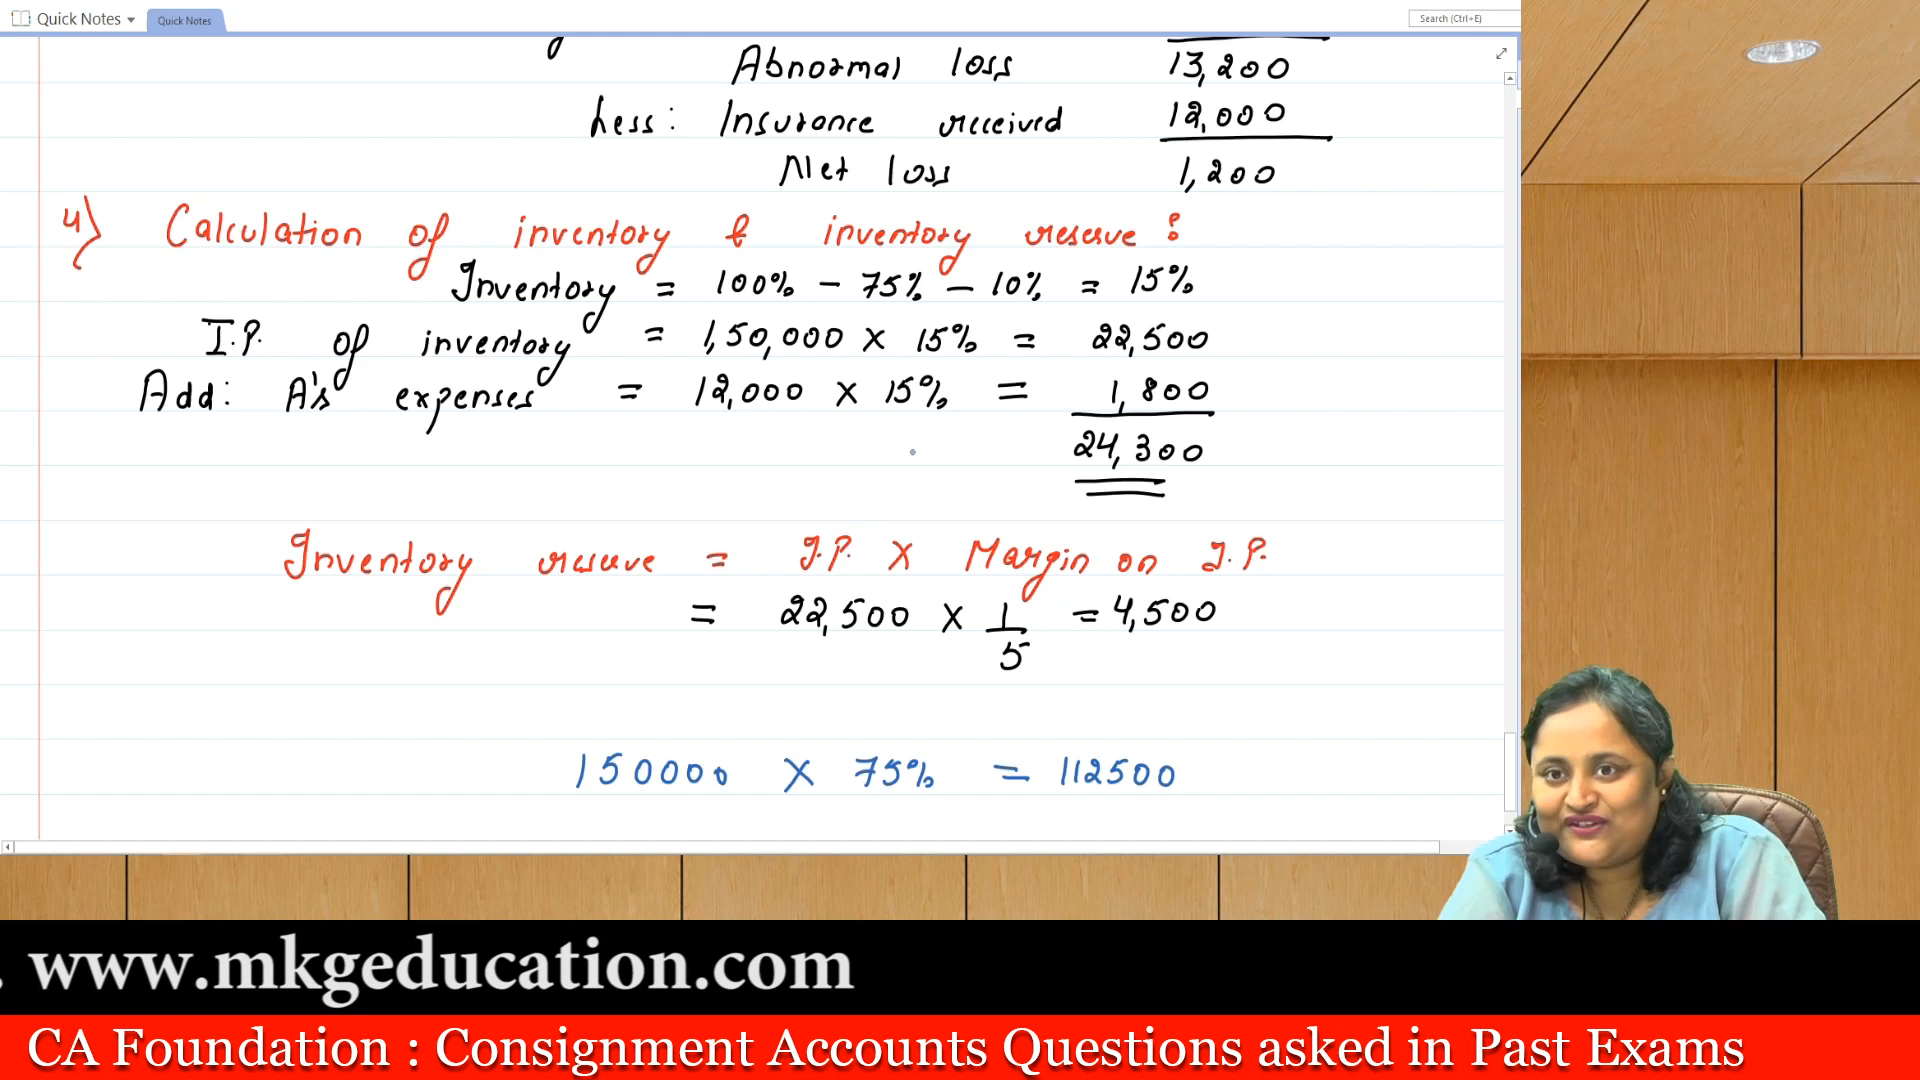 Quick Notes
Quick Notes
Search (Ctrl+E)
Abnormal loss 13,200
Less: Insurance received 12,000
Net loss 1,200
4) Calculation of inventory & inventory reserve:
Inventory = 100% - 75% - 10% = 15%
I.P. of inventory = 1,50,000 x 15% = 22,500
Add: A's expenses = 12,000 x 15% = 1,800
24,300
Inventory reserve = I.P. x Margin on I.P.
= 22,500 x 1/5 = 4,500
150000 x 75% = 112500
. www.mkgeducation.com
CA Foundation : Consignment Accounts Questions asked in Past Exams